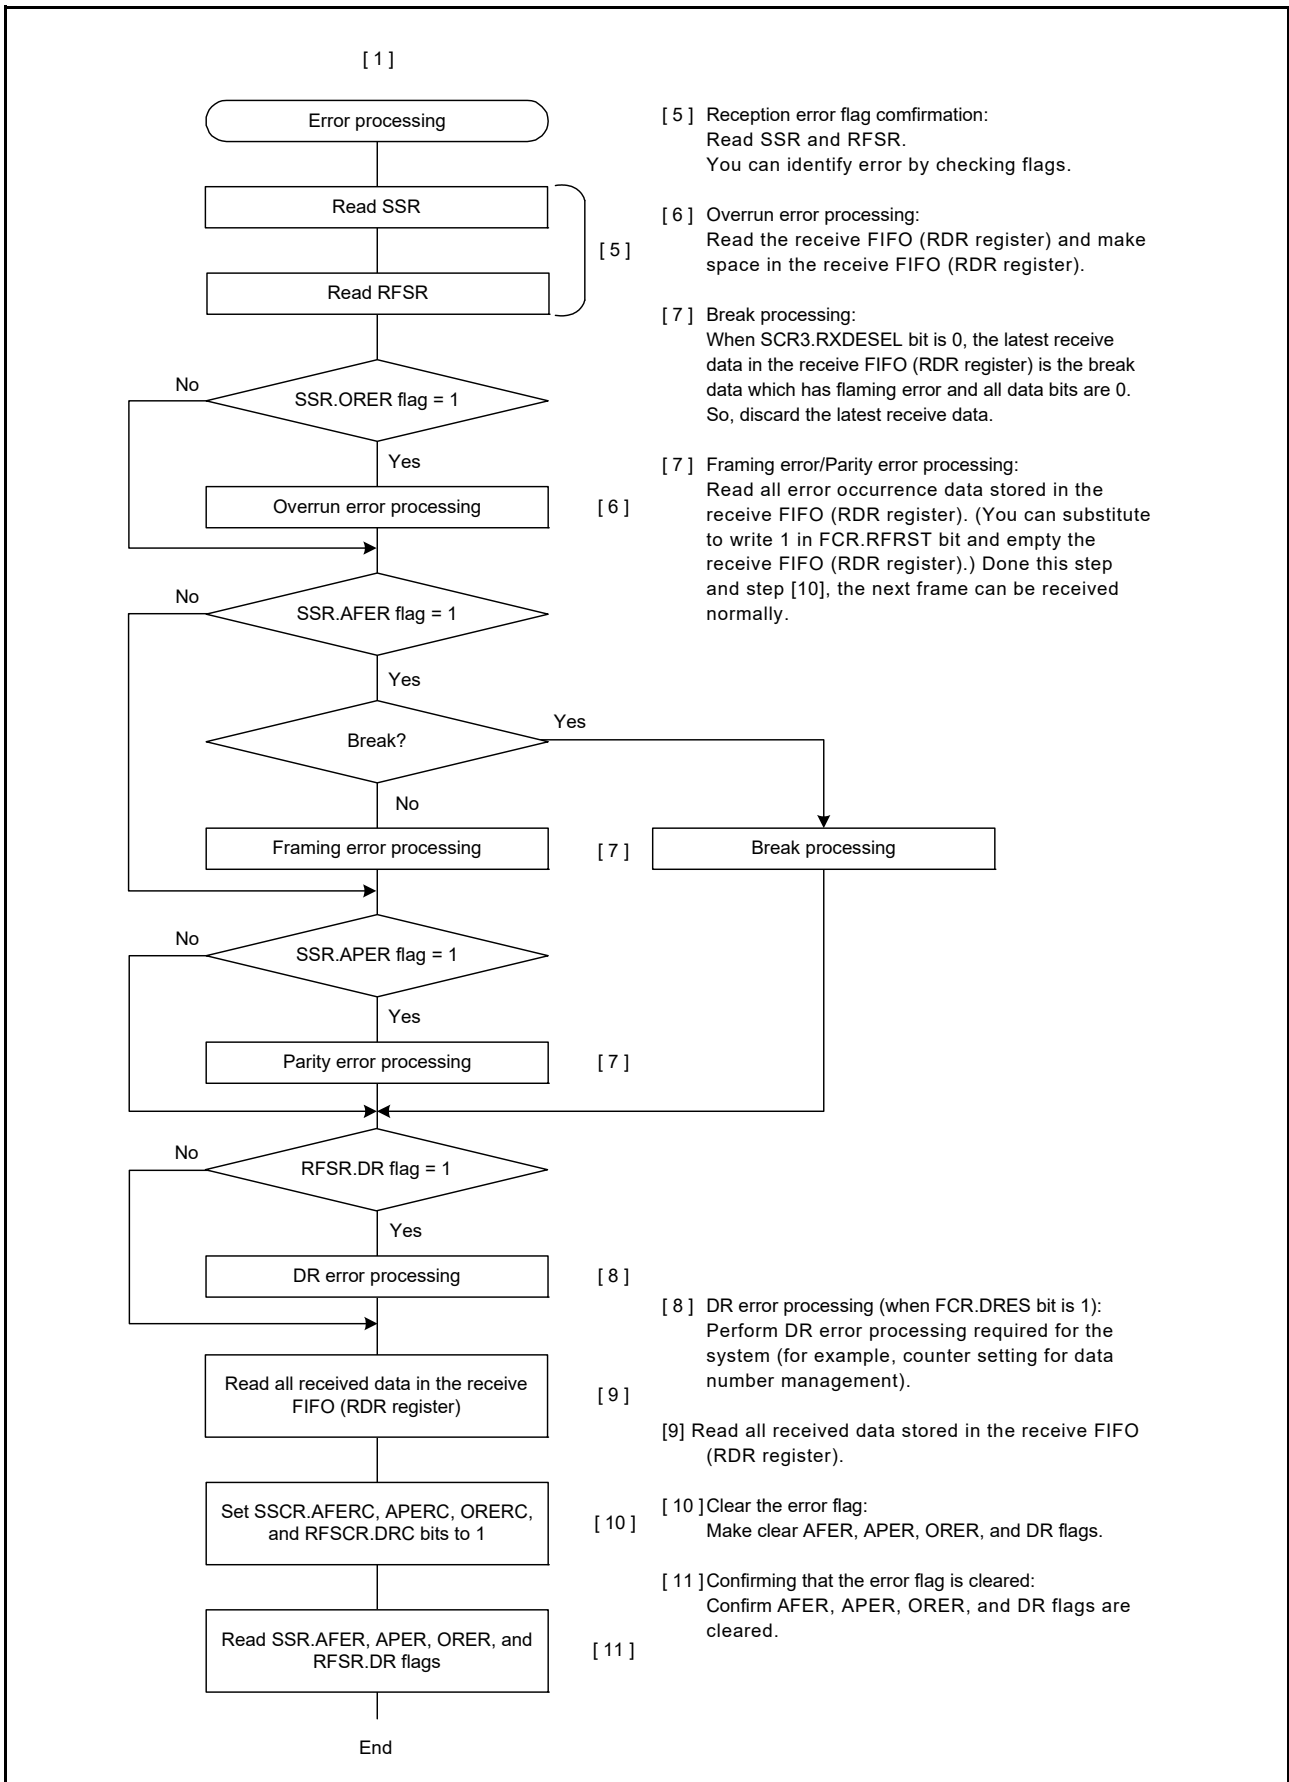 [ 1 ]
Error processing
Read SSR
[ 5 ]
Read RFSR
No
SSR.ORER flag = 1
Yes
Overrun error processing
[ 6 ]
No
SSR.AFER flag = 1
Yes
Break?
Yes
No
Framing error processing
[ 7 ]
Break processing
No
SSR.APER flag = 1
Yes
Parity error processing
[ 7 ]
No
RFSR.DR flag = 1
Yes
DR error processing
[ 8 ]
Read all received data in the receive
FIFO (RDR register)
[ 9 ]
Set SSCR.AFERC, APERC, ORERC,
and RFSCR.DRC bits to 1
[ 10 ]
Read SSR.AFER, APER, ORER, and
RFSR.DR flags
[ 11 ]
End
[ 5 ] Reception error flag comfirmation:
Read SSR and RFSR.
You can identify error by checking flags.
[ 6 ] Overrun error processing:
Read the receive FIFO (RDR register) and make
space in the receive FIFO (RDR register).
[ 7 ] Break processing:
When SCR3.RXDESEL bit is 0, the latest receive
data in the receive FIFO (RDR register) is the break
data which has flaming error and all data bits are 0.
So, discard the latest receive data.
[ 7 ] Framing error/Parity error processing:
Read all error occurrence data stored in the
receive FIFO (RDR register). (You can substitute
to write 1 in FCR.RFRST bit and empty the
receive FIFO (RDR register).) Done this step
and step [10], the next frame can be received
normally.
[ 8 ] DR error processing (when FCR.DRES bit is 1):
Perform DR error processing required for the
system (for example, counter setting for data
number management).
[9] Read all received data stored in the receive FIFO
(RDR register).
[ 10 ] Clear the error flag:
Make clear AFER, APER, ORER, and DR flags.
[ 11 ] Confirming that the error flag is cleared:
Confirm AFER, APER, ORER, and DR flags are
cleared.